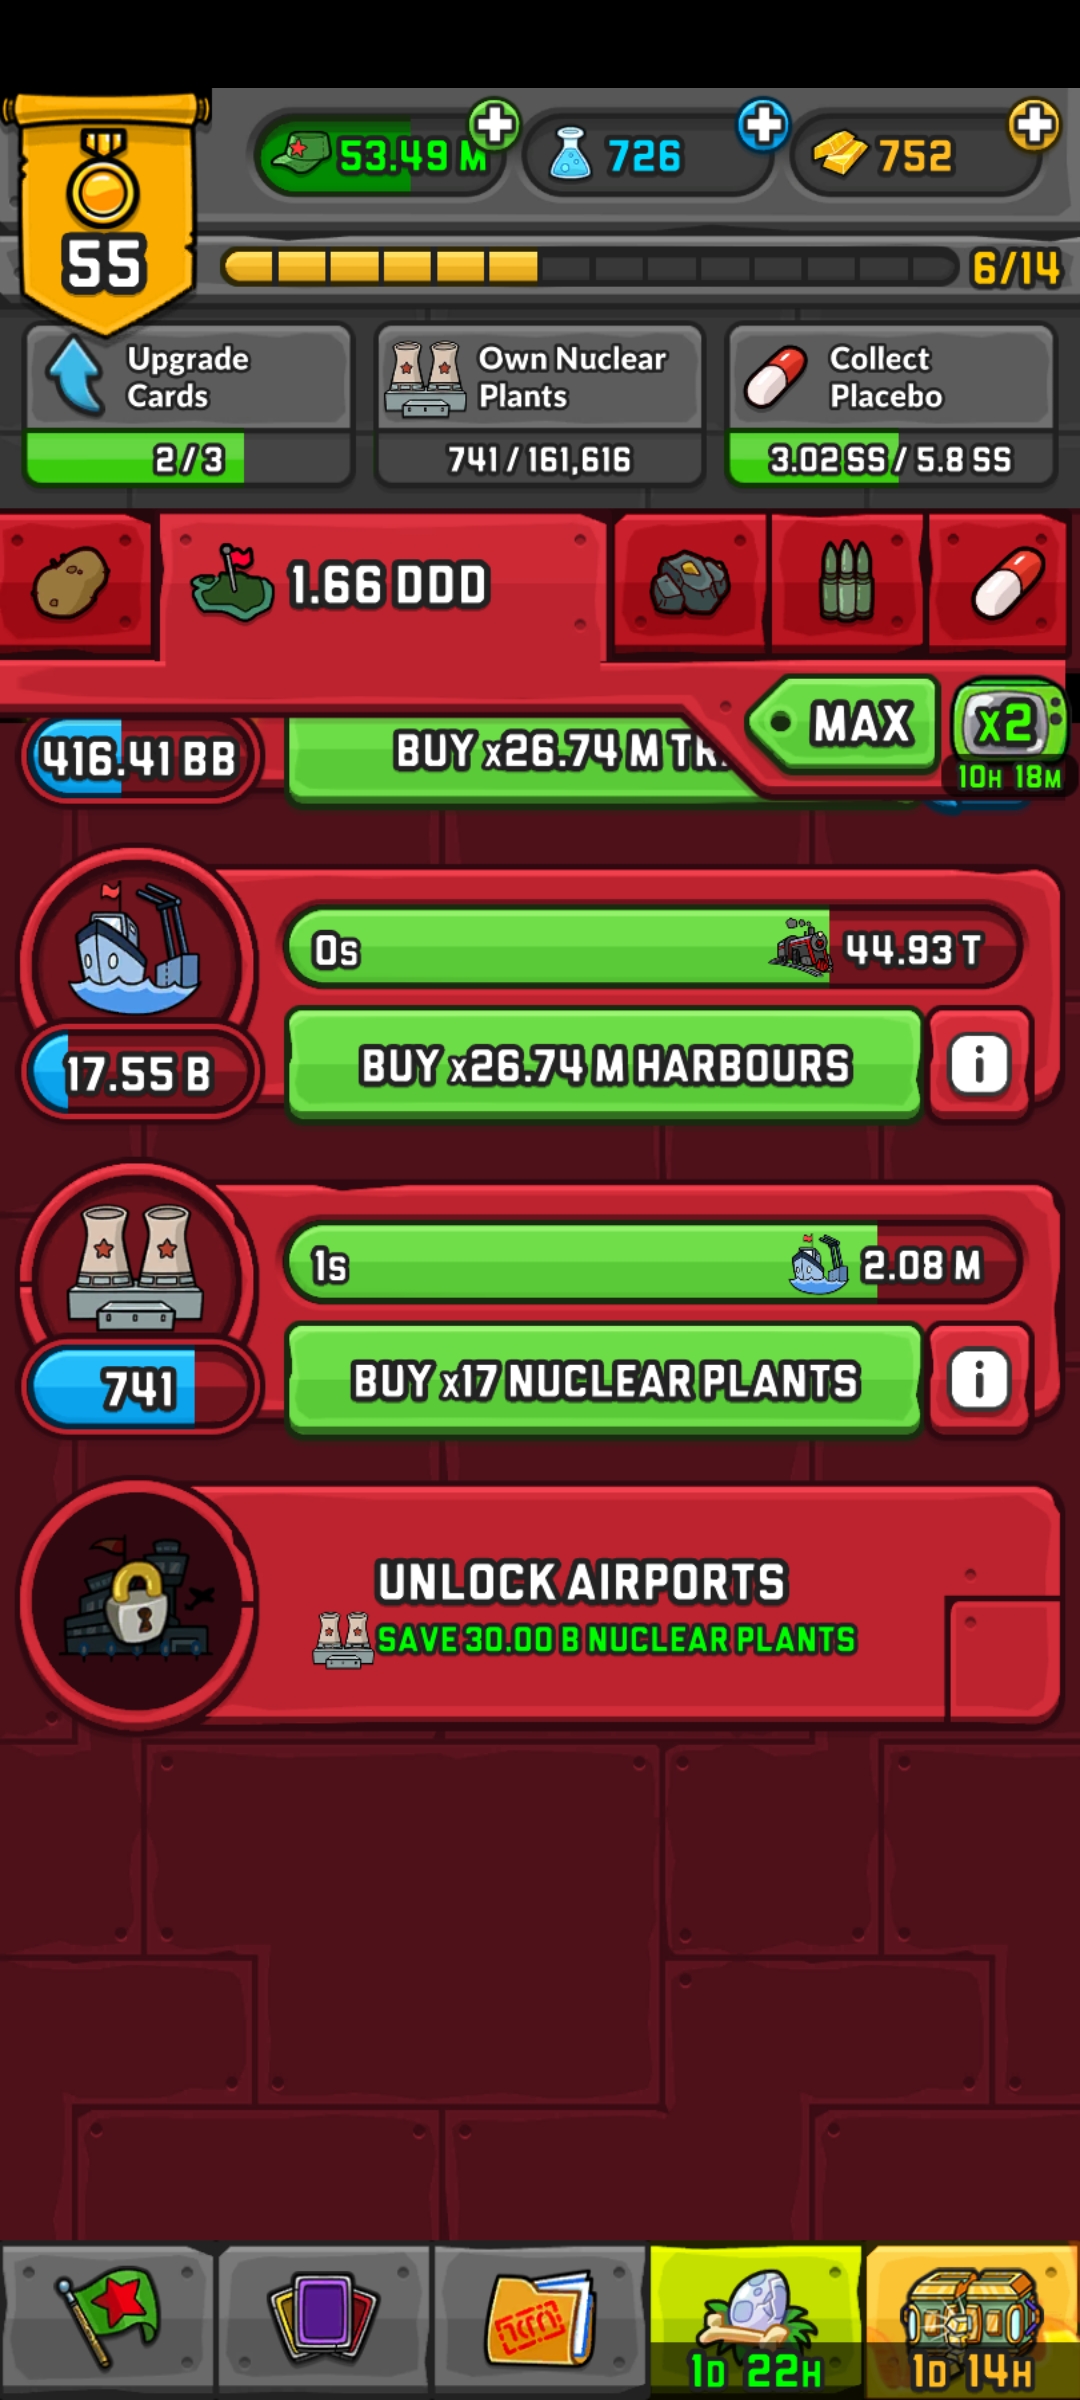 53.49 M
726
752
55
6/14
Upgrade
Cards
2/3
Own Nuclear
Plants
741/161,616
Collect
Placebo
3.02 SS / 5.8 SS
1.66 DDD
MAX
x2
10H 18M
416.41 BB
BUY x26.74 M
0s
44.93 T
17.55 B
BUY x26.74 M HARBOURS
i
1s
2.08 M
741
BUY x17 NUCLEAR PLANTS
i
UNLOCK AIRPORTS
SAVE 30.00 B NUCLEAR PLANTS
1D 22H
1D 14H